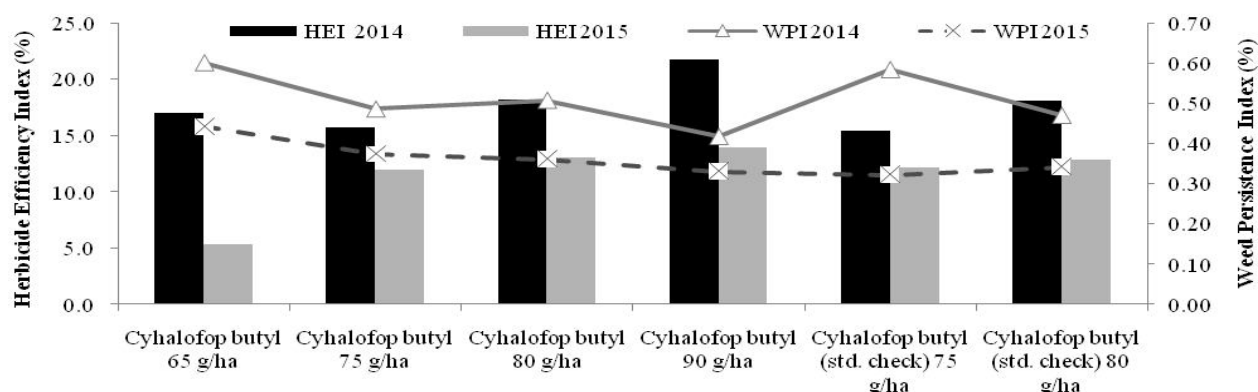 HEI 2014
HEI2015
WPI2014
WPI2015
Herbicide Efficiency Index (%)
25.0
20.0
15.0
10.0
5.0
0.0
Weed Persistence Index (%)
0.70
0.60
0.50
0.40
0.30
0.20
0.10
0.00
Cyhalofop butyl
65 g/ha
Cyhalofop butyl
75 g/ha
Cyhalofop butyl
80 g/ha
Cyhalofop butyl
90 g/ha
Cyhalofop butyl
(std. check) 75
g/ha
Cyhalofop butyl
(std. check) 80
g/ha